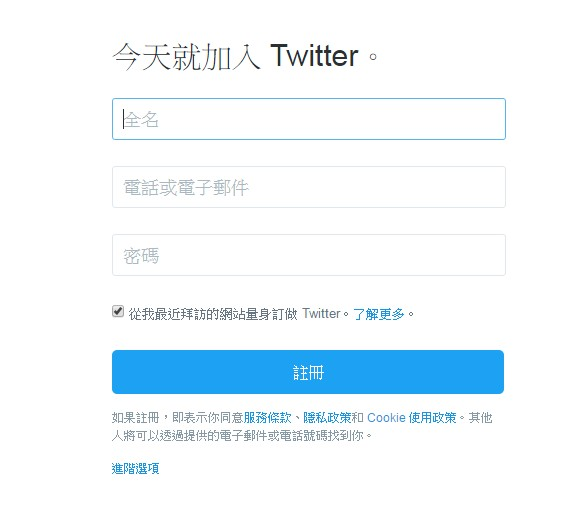 今天就加入 Twitter。
全名
電話或電子郵件
密碼
從我最近拜訪的網站量身訂做 Twitter。了解更多。
註冊
如果註冊，即表示你同意服務條款、隱私政策和 Cookie 使用政策。其他
人將可以透過提供的電子郵件或電話號碼找到你。
進階選項